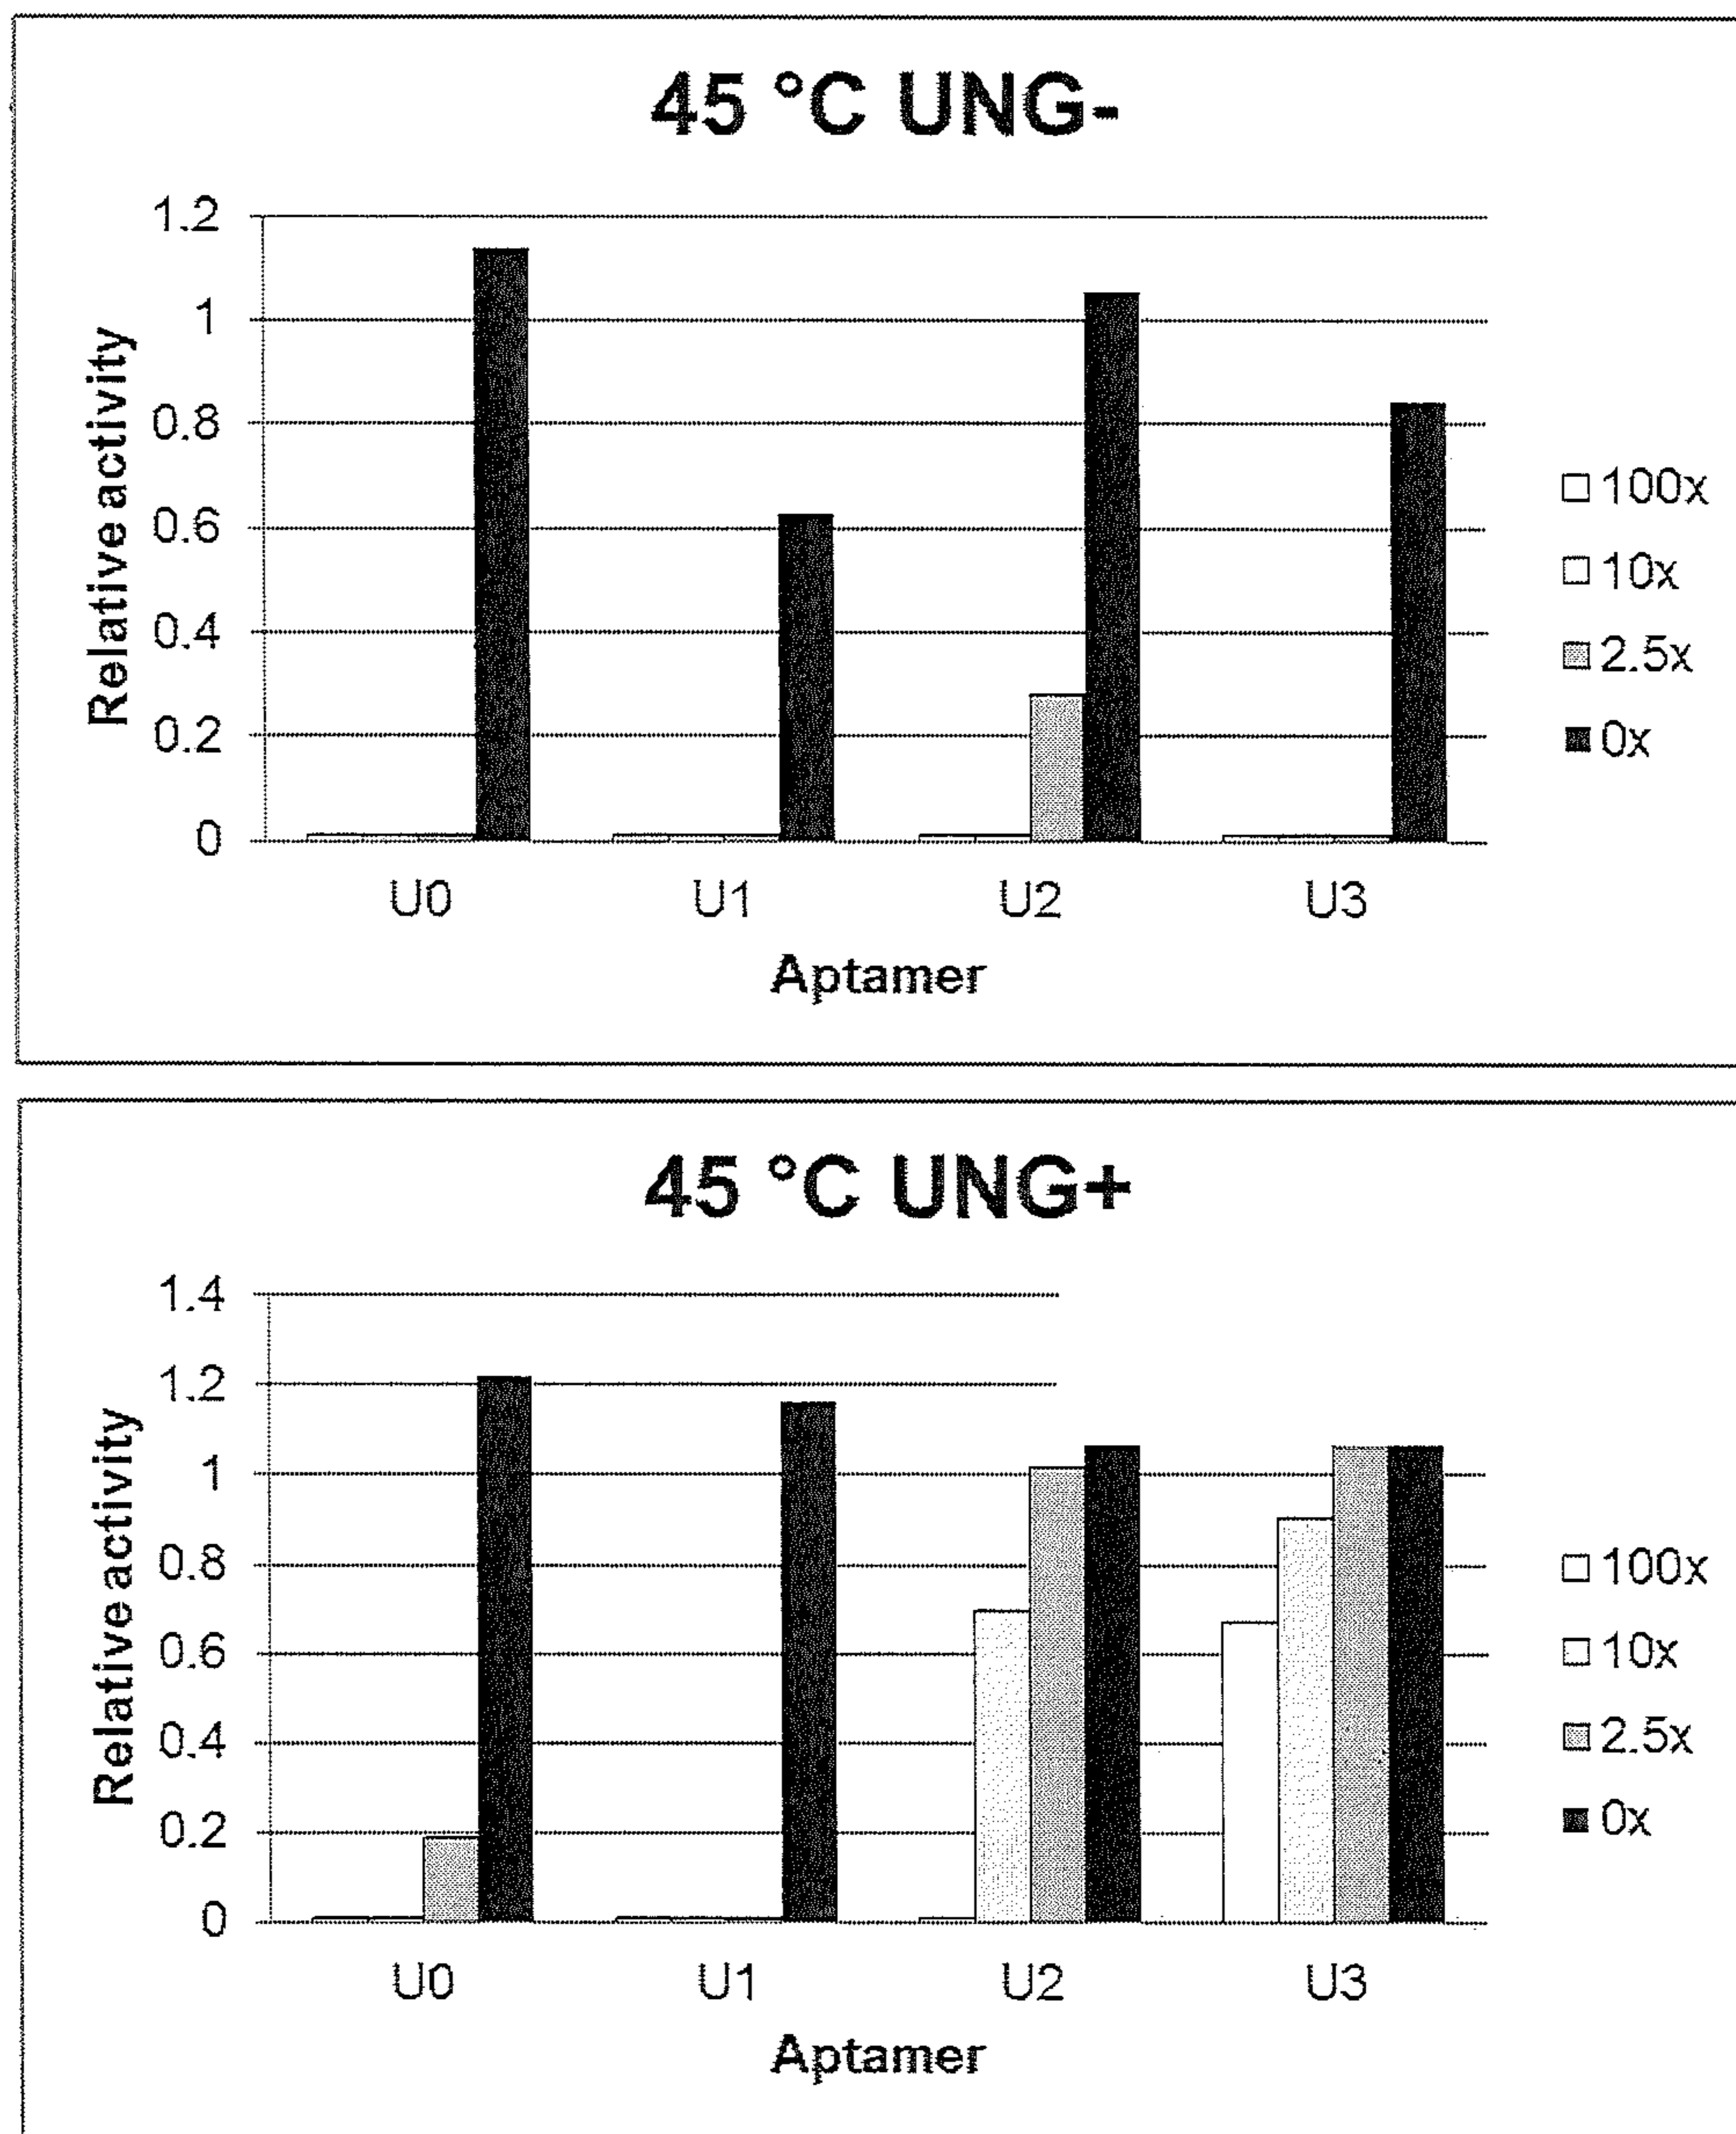 45 °C UNG-
1.2
1
0.8
0.6
0.4
0.2
0
Relative activity
U0 U1 U2 U3
Aptamer
100x
10x
2.5x
0x
45 °C UNG+
1.4
1.2
1
0.8
0.6
0.4
0.2
0
Relative activity
U0 U1 U2 U3
Aptamer
100x
10x
2.5x
0x